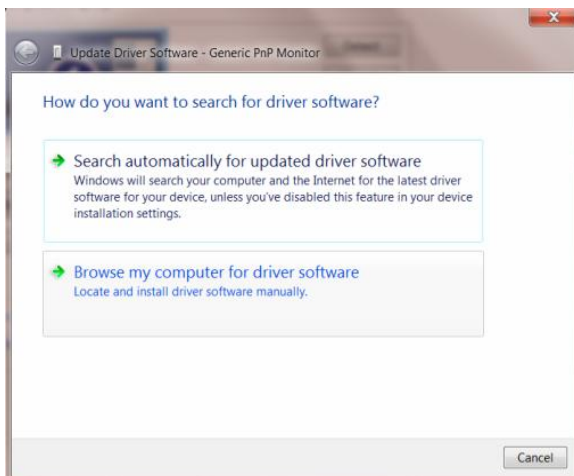 Update Driver Software - Generic PnP Monitor
How do you want to search for driver software?
Search automatically for updated driver software
Windows will search your computer and the Internet for the latest driver
software for your device, unless you've disabled this feature in your device
installation settings.
Browse my computer for driver software
Locate and install driver software manually.
Cancel